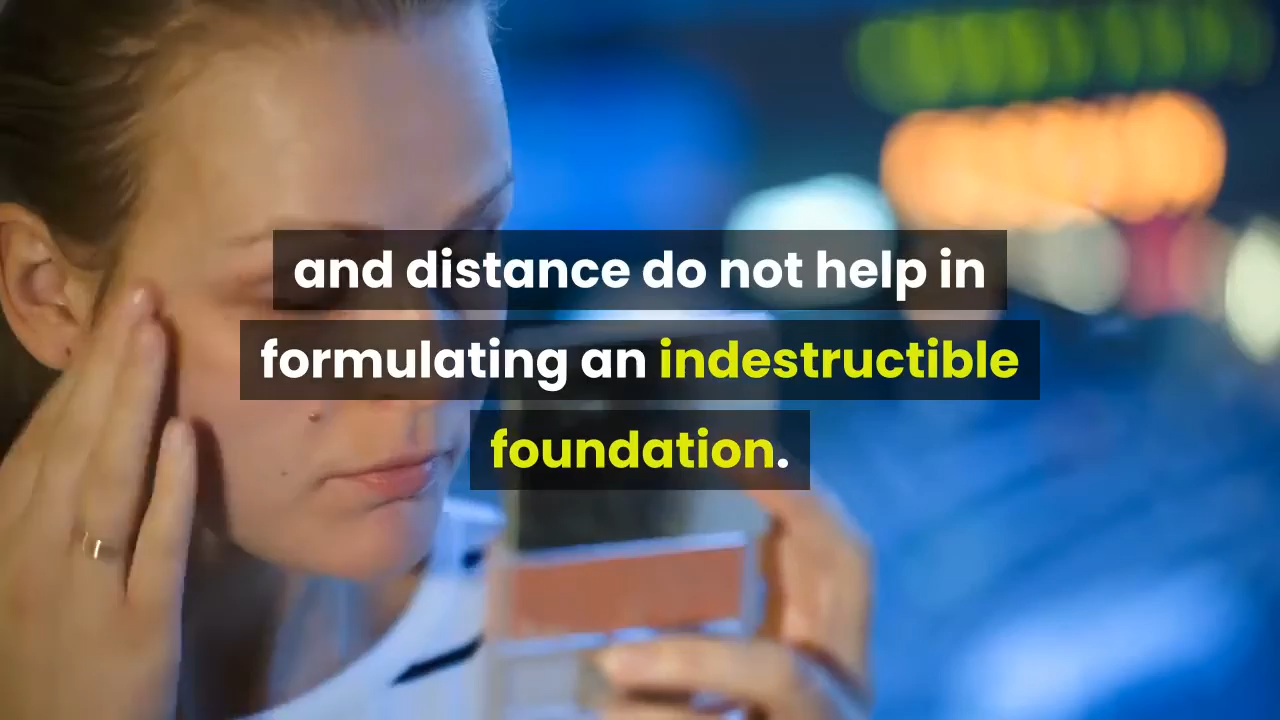 and distance do not help in
formulating an indestructible
foundation.